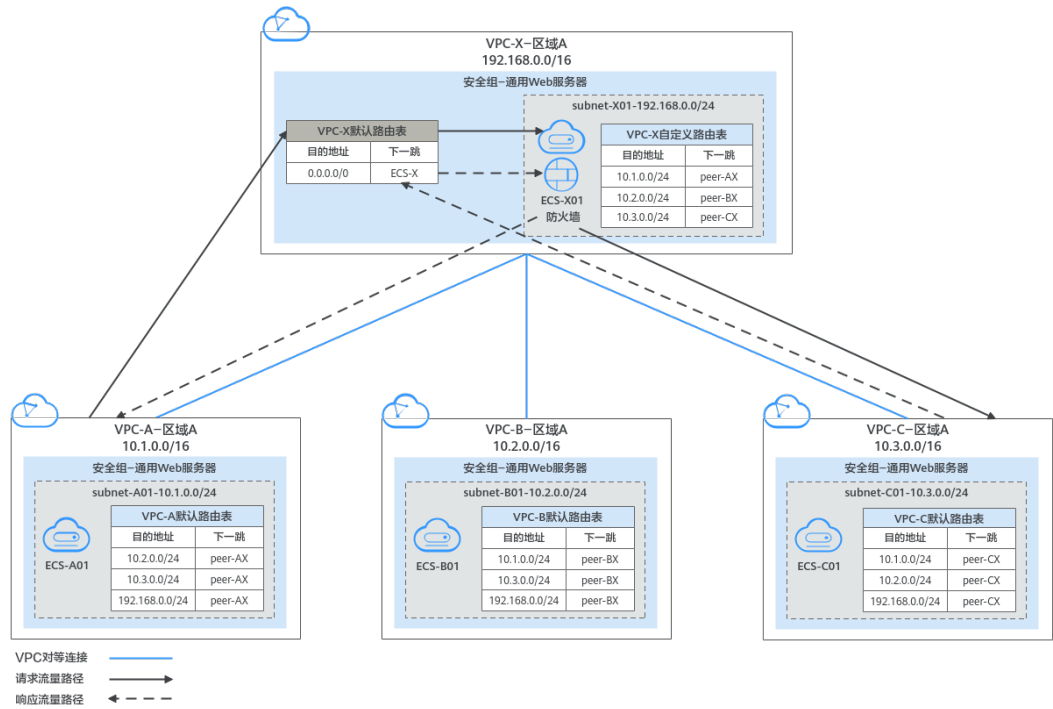 VPC-X–区域A
192.168.0.0/16
安全组–通用Web服务器
subnet-X01-192.168.0.0/24
VPC-X默认路由表
目的地址 下一跳
0.0.0.0/0 ECS-X
ECS-X01
防火墙
VPC-X自定义路由表
目的地址 下一跳
10.1.0.0/24 peer-AX
10.2.0.0/24 peer-BX
10.3.0.0/24 peer-CX
VPC-A–区域A
10.1.0.0/16
安全组–通用Web服务器
subnet-A01-10.1.0.0/24
ECS-A01
VPC-A默认路由表
目的地址 下一跳
10.2.0.0/24 peer-AX
10.3.0.0/24 peer-AX
192.168.0.0/24 peer-AX
VPC-B–区域A
10.2.0.0/16
安全组–通用Web服务器
subnet-B01-10.2.0.0/24
ECS-B01
VPC-B默认路由表
目的地址 下一跳
10.1.0.0/24 peer-BX
10.3.0.0/24 peer-BX
192.168.0.0/24 peer-BX
VPC-C–区域A
10.3.0.0/16
安全组–通用Web服务器
subnet-C01-10.3.0.0/24
ECS-C01
VPC-C默认路由表
目的地址 下一跳
10.1.0.0/24 peer-CX
10.2.0.0/24 peer-CX
192.168.0.0/24 peer-CX
VPC对等连接
请求流量路径
响应流量路径